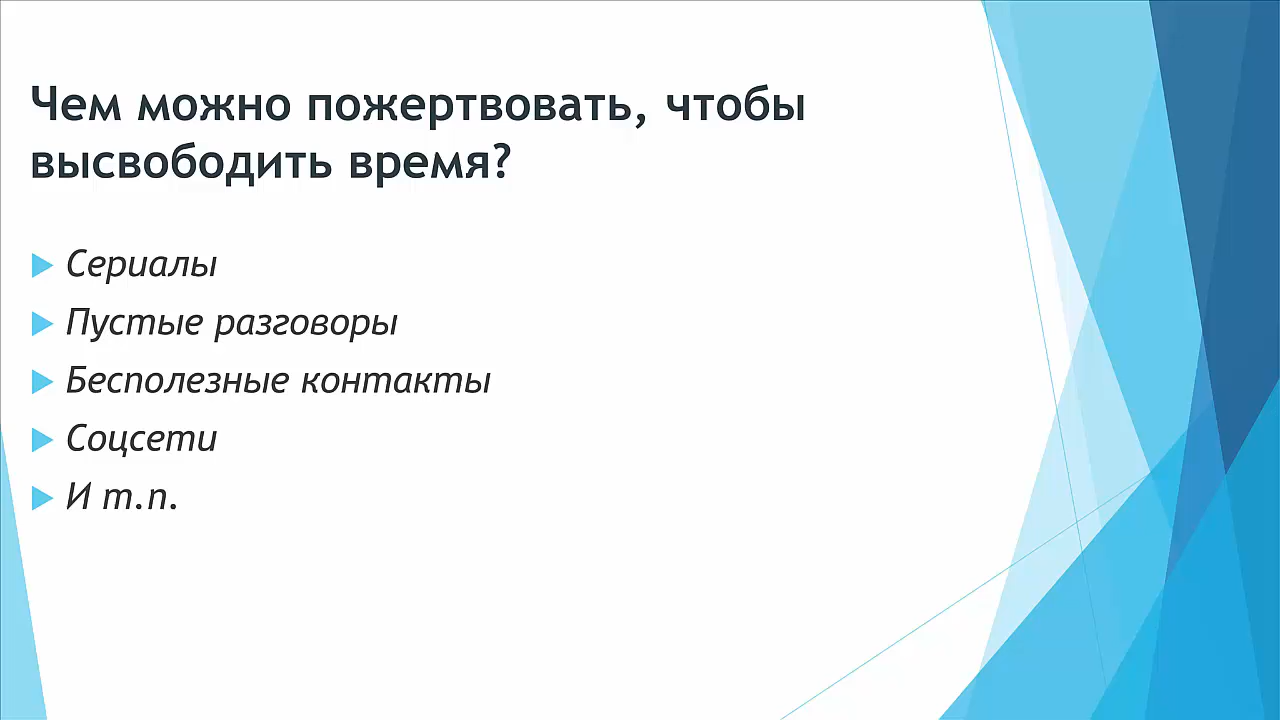 Чем можно пожертвовать, чтобы
высвободить время?
Сериалы
Пустые разговоры
Бесполезные контакты
Соцсети
И т.п.